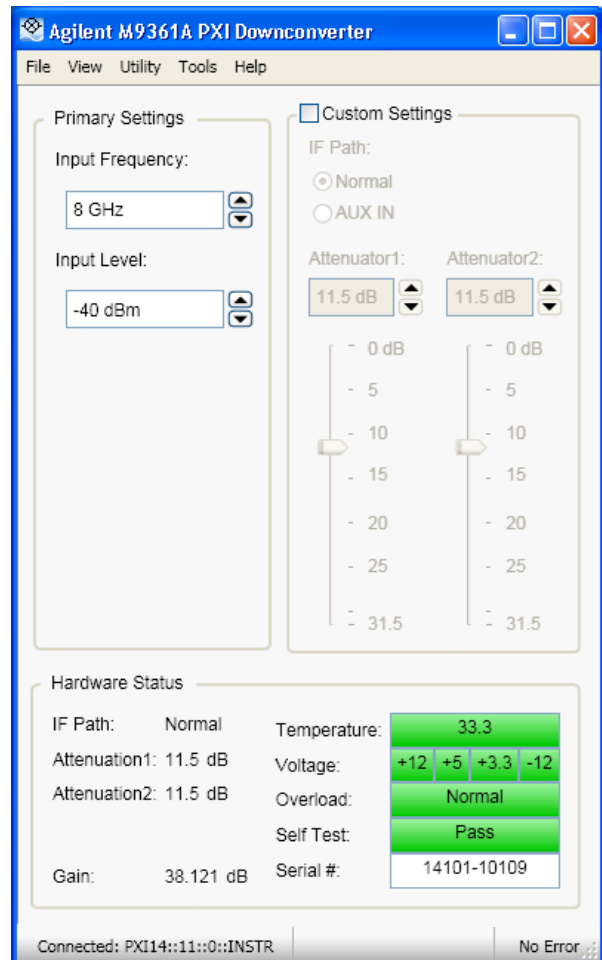 Agilent M9361A PXI Downconverter
File View Utility Tools Help
Primary Settings
Input Frequency:
8 GHz
Input Level:
-40 dBm
Custom Settings
IF Path:
Normal
AUX IN
Attenuator1: Attenuator2:
11.5 dB 11.5 dB
- 0 dB - 0 dB
- 5 - 5
- 10 - 10
- 15 - 15
- 20 - 20
- 25 - 25
- 31.5 - 31.5
Hardware Status
IF Path: Normal
Attenuation1: 11.5 dB
Attenuation2: 11.5 dB
Gain: 38.121 dB
Temperature: 33.3
Voltage: +12 +5 +3.3 -12
Overload: Normal
Self Test: Pass
Serial #: 14101-10109
Connected: PXI14::11::0::INSTR No Error